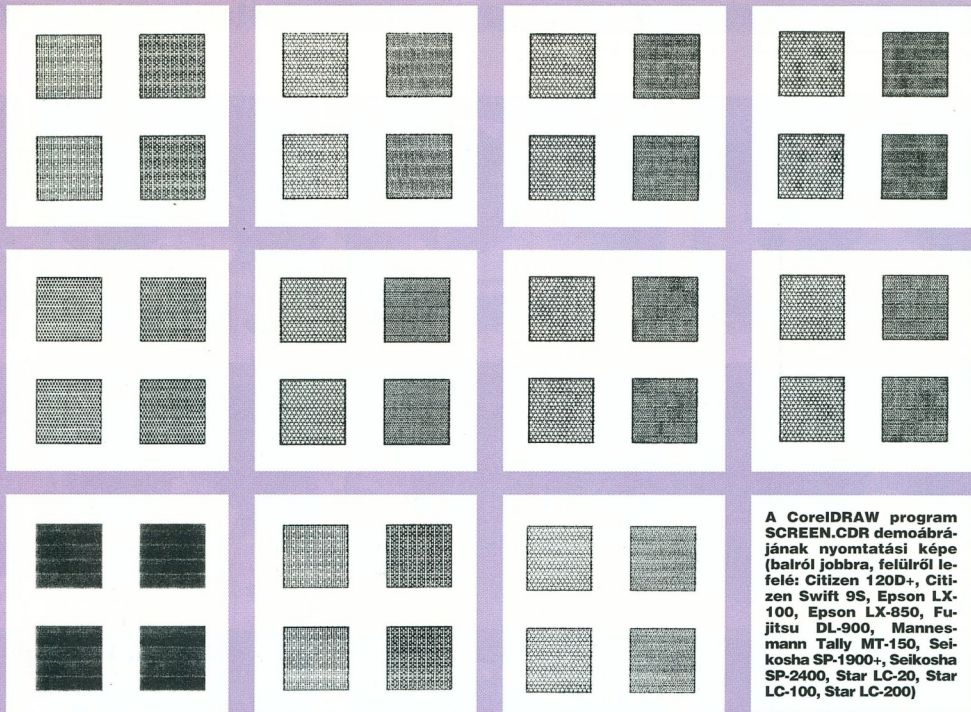 A CorelDRAW program
SCREEN.CDR demoábrá-
jának nyomtatási képe
(balról jobbra, felülről le-
felé: Citizen 120D+, Citi-
zen Swift 9S, Epson LX-
100, Epson LX-850, Fu-
jitsu DL-900, Mannes-
mann Tally MT-150, Sei-
kosha SP-1900+, Seikosha
SP-2400, Star LC-20, Star
LC-100, Star LC-200)